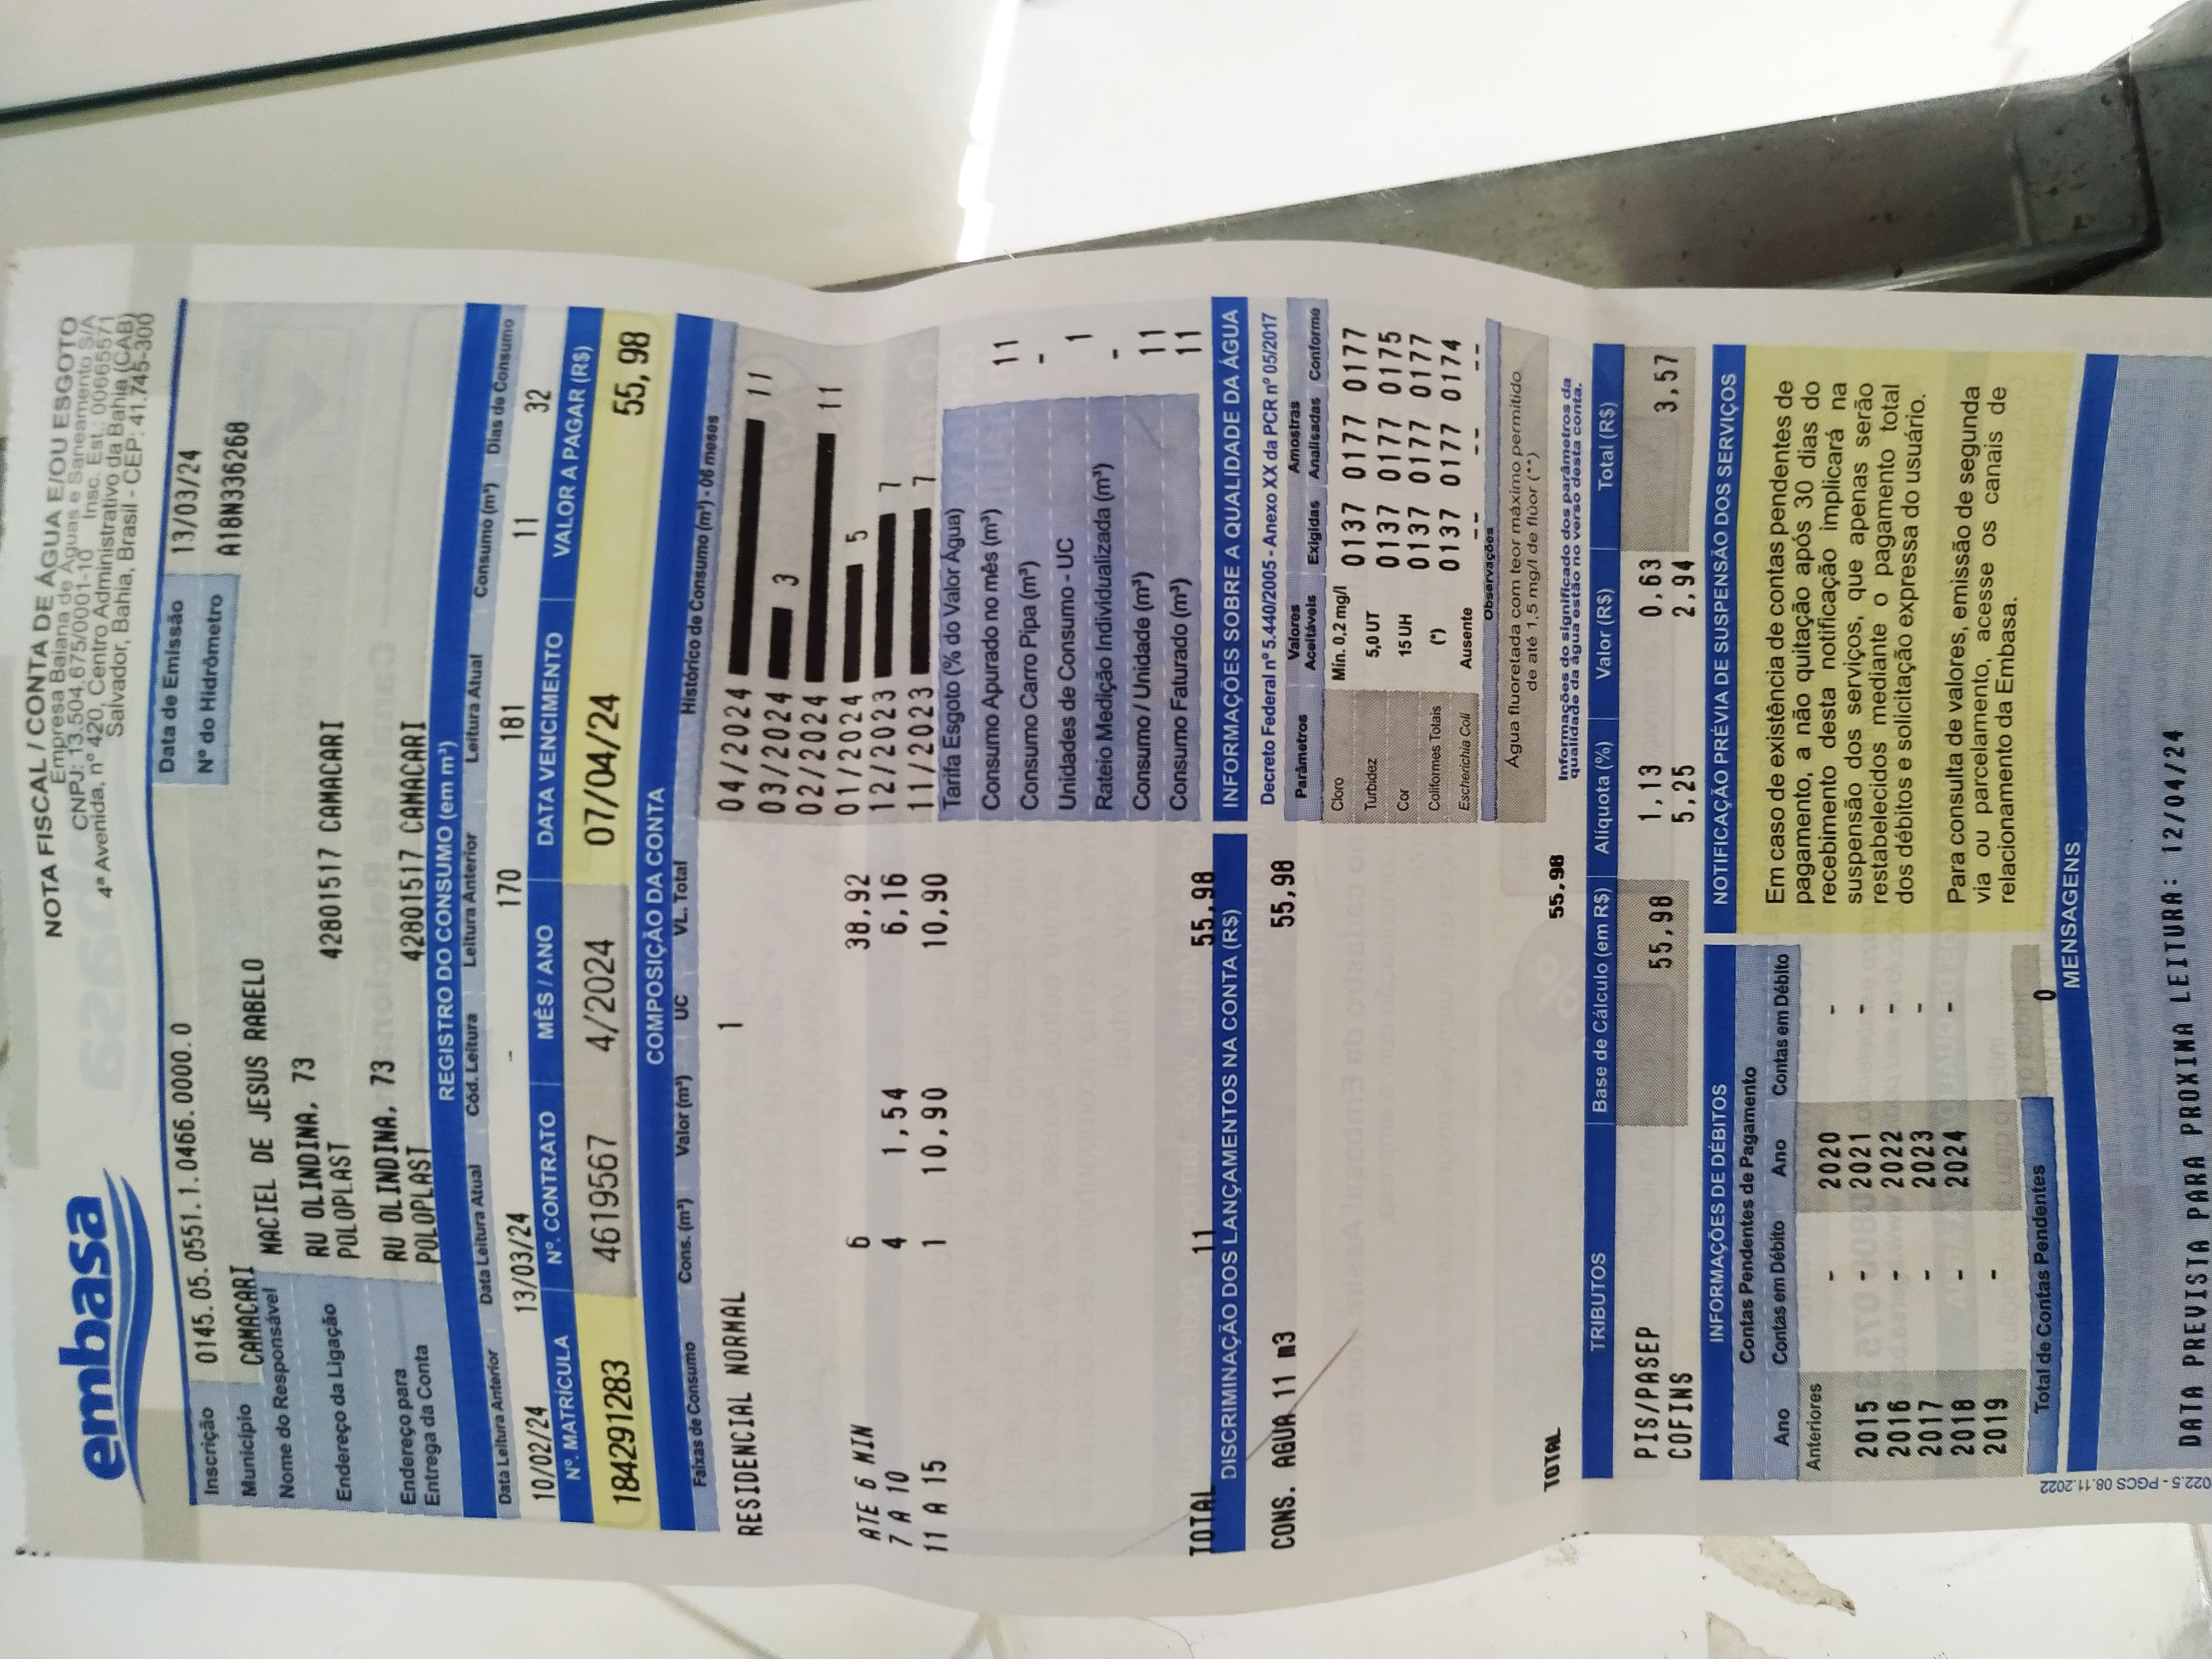 embasa
NOTA FISCAL / CONTA DE ÁGUA E/OU ESGOTO
Empresa Baiana de Águas e Saneamento S/A
CNPJ: 13.504.675/0001-10 Insc. Est.: 00665571
4ª Avenida, nº 420, Centro Administrativo da Bahia (CAB)
Salvador, Bahia, Brasil - CEP: 41.745-300
Inscrição 0145.05.0551.1.0466.0000.0
Data de Emissão 13/03/24
Município CAMACARI
Nº do Hidrômetro A18N336268
Nome do Responsável MACIEL DE JESUS RABELO
Endereço da Ligação RU OLINDINA, 73
POLOPLAST 42801517 CAMACARI
Endereço para Entrega da Conta RU OLINDINA, 73
POLOPLAST 42801517 CAMACARI
REGISTRO DO CONSUMO (em m³)
Data Leitura Anterior Data Leitura Atual Cód. Leitura Leitura Anterior Leitura Atual Consumo (m³) Dias de Consumo
10/02/24 13/03/24 - 170 181 11 32
Nº. MATRÍCULA Nº. CONTRATO MÊS / ANO DATA VENCIMENTO VALOR A PAGAR (R$)
184291283 4619567 4/2024 07/04/24 55,98
COMPOSIÇÃO DA CONTA
Faixas de Consumo Cons. (m³) Valor (m³) UC VL. Total
RESIDENCIAL NORMAL 1
ATE 6 MIN 6 38,92
7 A 10 4 1,54 6,16
11 A 15 1 10,90 10,90
TOTAL 11 55,98
Histórico de Consumo (m³) - 06 meses
04/2024 11
03/2024 3
02/2024 11
01/2024 5
12/2023 7
11/2023 7
Tarifa Esgoto (% do Valor Água)
Consumo Apurado no mês (m³) 11
Consumo Carro Pipa (m³) -
Unidades de Consumo - UC 1
Rateio Medição Individualizada (m³) -
Consumo / Unidade (m³) 11
Consumo Faturado (m³) 11
DISCRIMINAÇÃO DOS LANÇAMENTOS NA CONTA (R$)
CONS. AGUA 11 m3 55,98
TOTAL 55,98
INFORMAÇÕES SOBRE A QUALIDADE DA ÁGUA
Decreto Federal nº 5.440/2005 - Anexo XX da PCR nº 05/2017
Parâmetros Valores Aceitáveis Amostras
Exigidas Analisadas Conforme
Cloro Mín. 0,2 mg/l 0137 0177 0177
Turbidez 5,0 UT 0137 0177 0175
Cor 15 UH 0137 0177 0177
Coliformes Totais (*) 0137 0177 0174
Escherichia Coli Ausente -- -- --
Observações
Água fluoretada com teor máximo permitido
de até 1,5 mg/l de flúor (**)
Informações do significado dos parâmetros da
qualidade da água estão no verso desta conta.
TRIBUTOS Base de Cálculo (em R$) Alíquota (%) Valor (R$) Total (R$)
PIS/PASEP 55,98 1,13 0,63 3,57
COFINS 5,25 2,94
INFORMAÇÕES DE DÉBITOS
Contas Pendentes de Pagamento
Ano Contas em Débito Ano Contas em Débito
Anteriores - 2020 -
2015 - 2021 -
2016 - 2022 -
2017 - 2023 -
2018 - 2024 -
2019 -
Total de Contas Pendentes 0
NOTIFICAÇÃO PRÉVIA DE SUSPENSÃO DOS SERVIÇOS
Em caso de existência de contas pendentes de
pagamento, a não quitação após 30 dias do
recebimento desta notificação implicará na
suspensão dos serviços, que apenas serão
restabelecidos mediante o pagamento total
dos débitos e solicitação expressa do usuário.
Para consulta de valores, emissão de segunda
via ou parcelamento, acesse os canais de
relacionamento da Embasa.
MENSAGENS
DATA PREVISTA PARA PROXIMA LEITURA: 12/04/24
022.5 - PGCS 08.11.2022